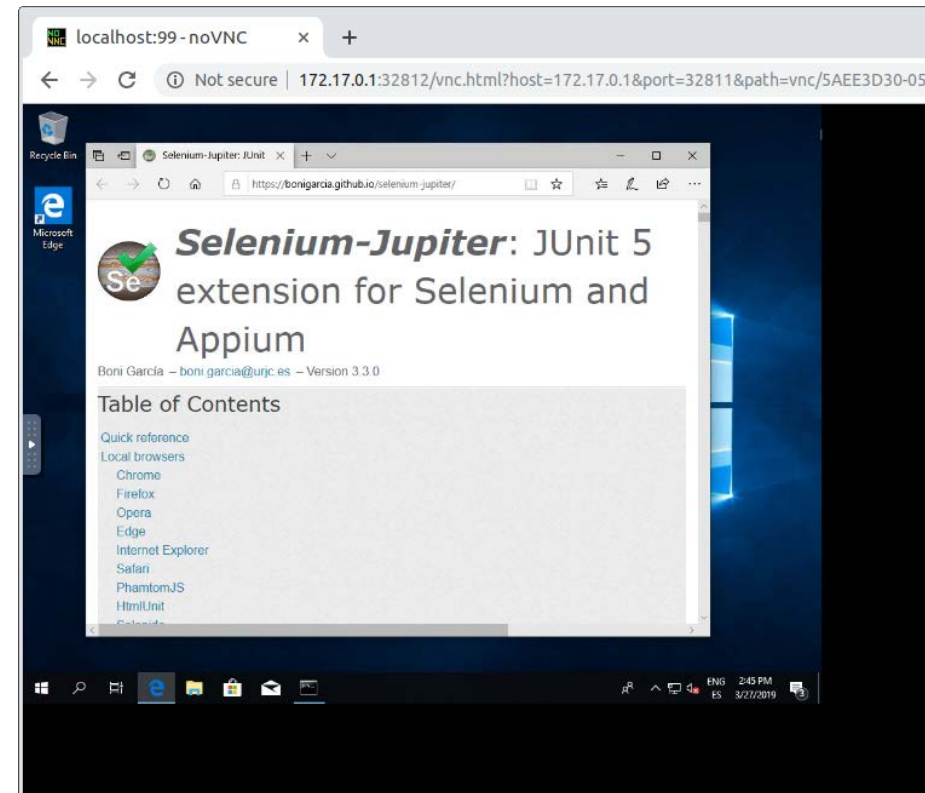 localhost:99 - noVNC
Not secure | 172.17.0.1:32812/vnc.html?host=172.17.0.1&port=32811&path=vnc/5AEE3D30-05
Recycle Bin
Selenium-Jupiter: JUnit
https://bonigarcia.github.io/selenium-jupiter/
Microsoft
Edge
Se
Selenium-Jupiter: JUnit 5
extension for Selenium and
Appium
Boni García – boni.garcia@urjc.es – Version 3.3.0
Table of Contents
Quick reference
Local browsers
Chrome
Firefox
Opera
Edge
Internet Explorer
Safari
PhamtomJS
HtmlUnit
ENG 2:45 PM
ES 3/27/2019
3